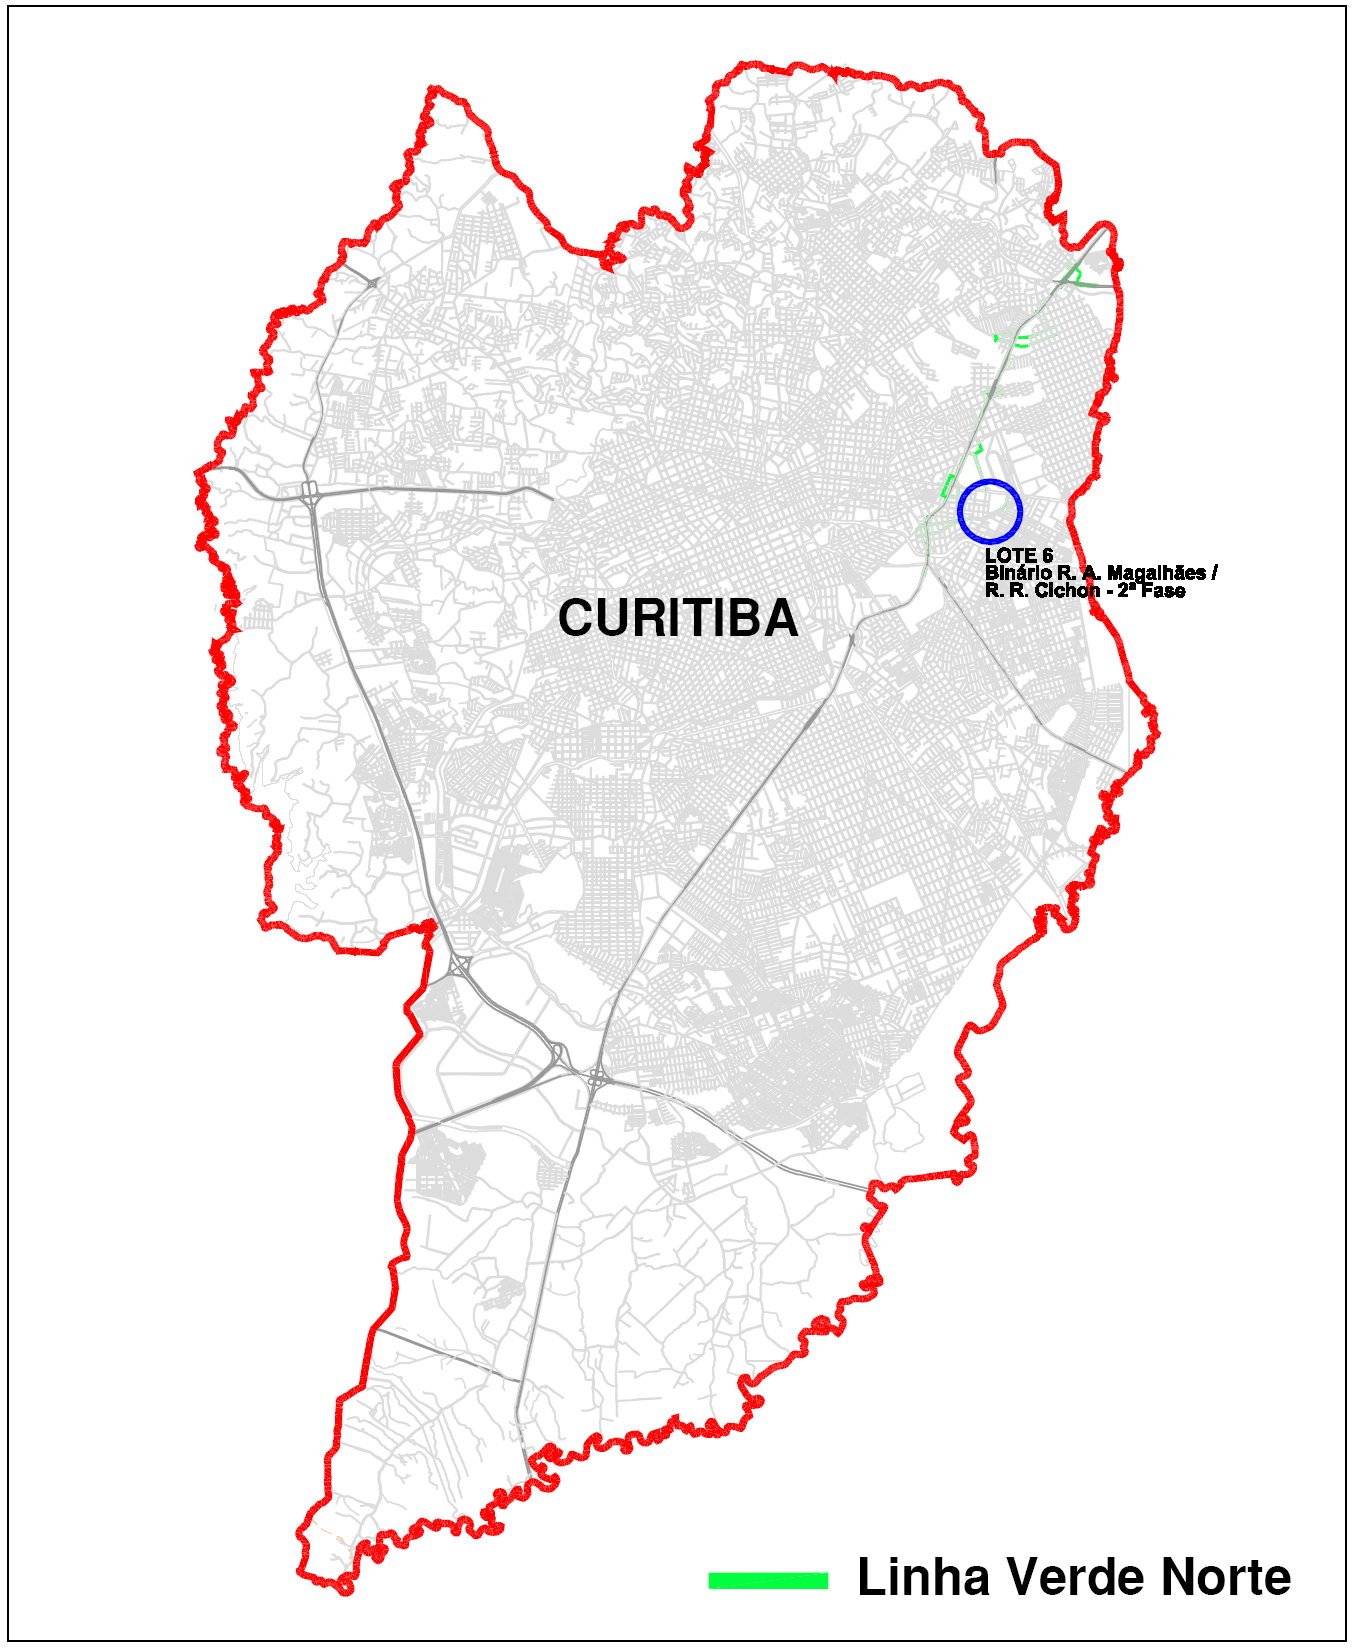 LOTE 6
Binário R. A. Magalhães /
R. R. Cichon - 2ª Fase
CURITIBA
Linha Verde Norte